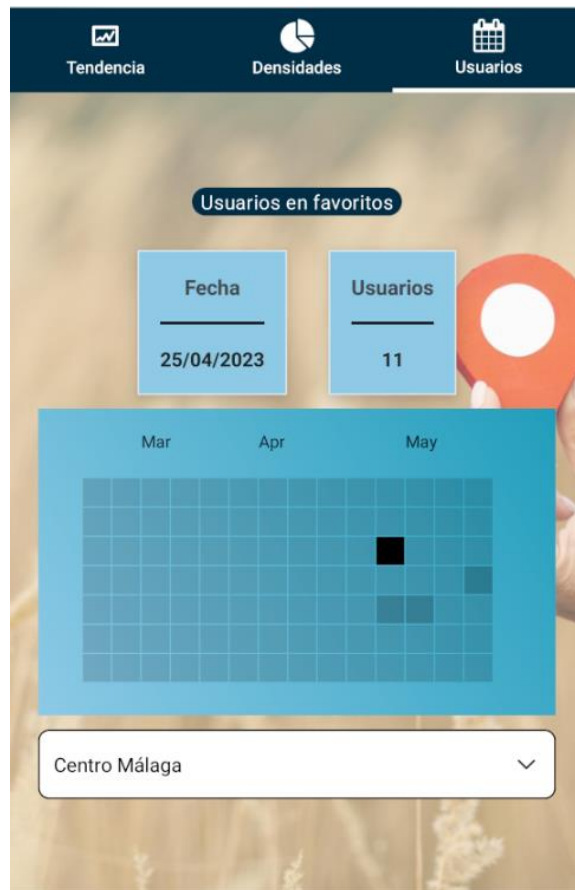 Tendencia
Densidades
Usuarios
Usuarios en favoritos
Fecha
Usuarios
25/04/2023
11
Mar
Apr
May
Centro Málaga